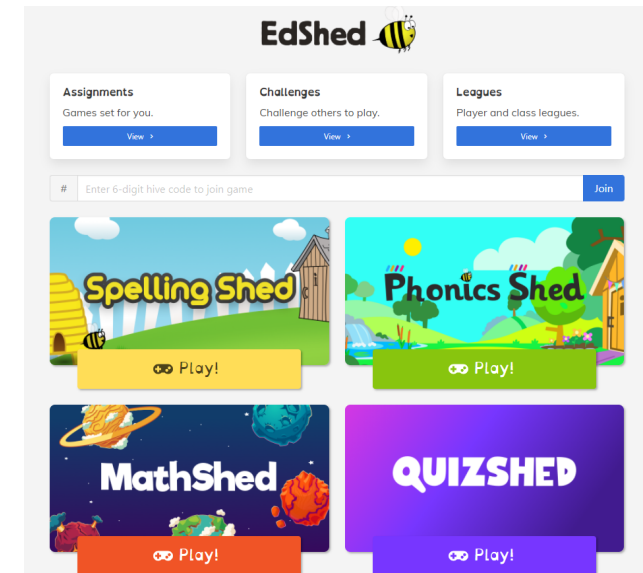 EdShed
Assignments
Games set for you.
View >
Challenges
Challenge others to play.
View >
Leagues
Player and class leagues.
View >
# Enter 6-digit hive code to join game Join
Spelling Shed
Play!
Phonics Shed
Play!
MathShed
Play!
QUIZSHED
Play!